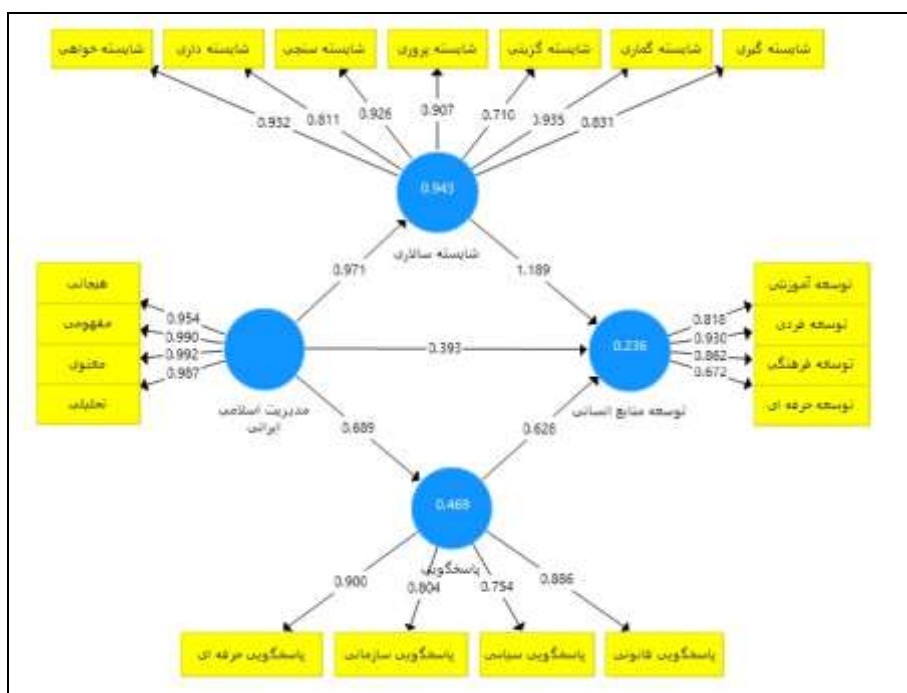 شایسته خواهی
شایسته داری
شایسته سنجی
شایسته پروری
شایسته گزینی
شایسته گماری
شایسته گیری
0.932
0.811
0.926
0.907
0.710
0.935
0.831
0.943
شایسته سالاری
0.971
1.189
هیجانی
مفهومی
معنوی
تحلیلی
0.954
0.990
0.992
0.987
مدیریت اسلامی
ایرانی
0.393
0.236
توسعه منابع انسانی
توسعه آموزشی
توسعه فردی
توسعه فرهنگی
توسعه حرفه ای
0.818
0.930
0.862
0.672
0.689
0.628
0.469
پاسخگویی
0.900
0.804
0.754
0.886
پاسخگویی حرفه ای
پاسخگویی سازمانی
پاسخگویی سیاسی
پاسخگویی قانونی